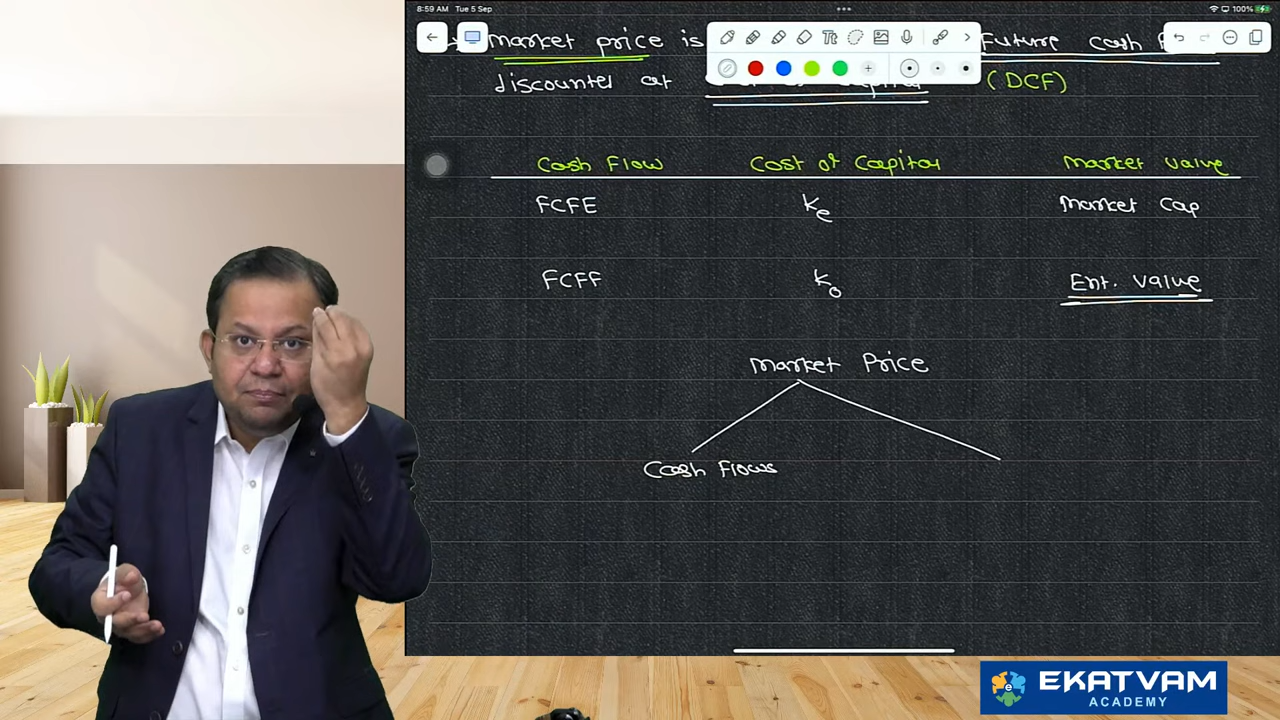 8:59 AM Tue 5 Sep
100%
Market price is Future cash
discounted at (DCF)
Cash Flow Cost of Capital Market Value
FCFE Ke Market Cap
FCFF Ko Ent. Value
Market Price
Cash Flows
EKATVAM
ACADEMY